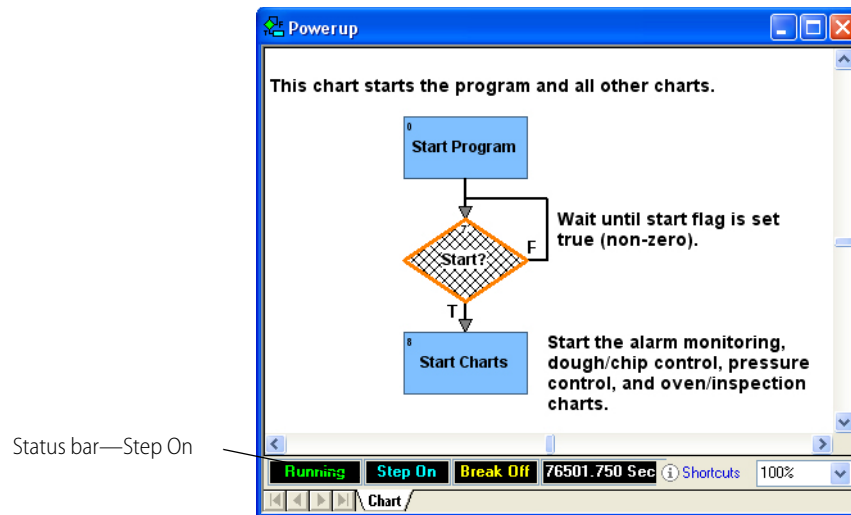 Powerup
This chart starts the program and all other charts.
0
Start Program
Wait until start flag is set
true (non-zero).
7
F
Start?
T
8
Start Charts
Start the alarm monitoring,
dough/chip control, pressure
control, and oven/inspection
charts.
Status bar—Step On
Running Step On Break Off 76501.750 Sec i Shortcuts 100%
Chart